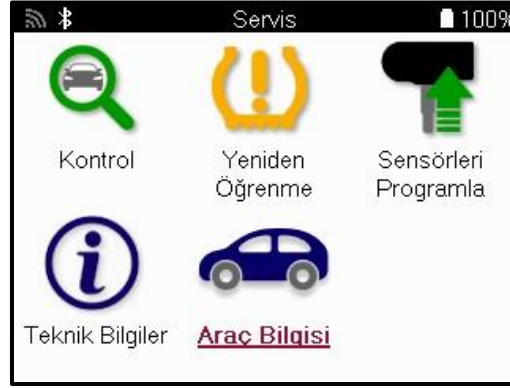 Servis
100%
Kontrol
Yeniden
Öğrenme
Sensörleri
Programla
Teknik Bilgiler
Araç Bilgisi